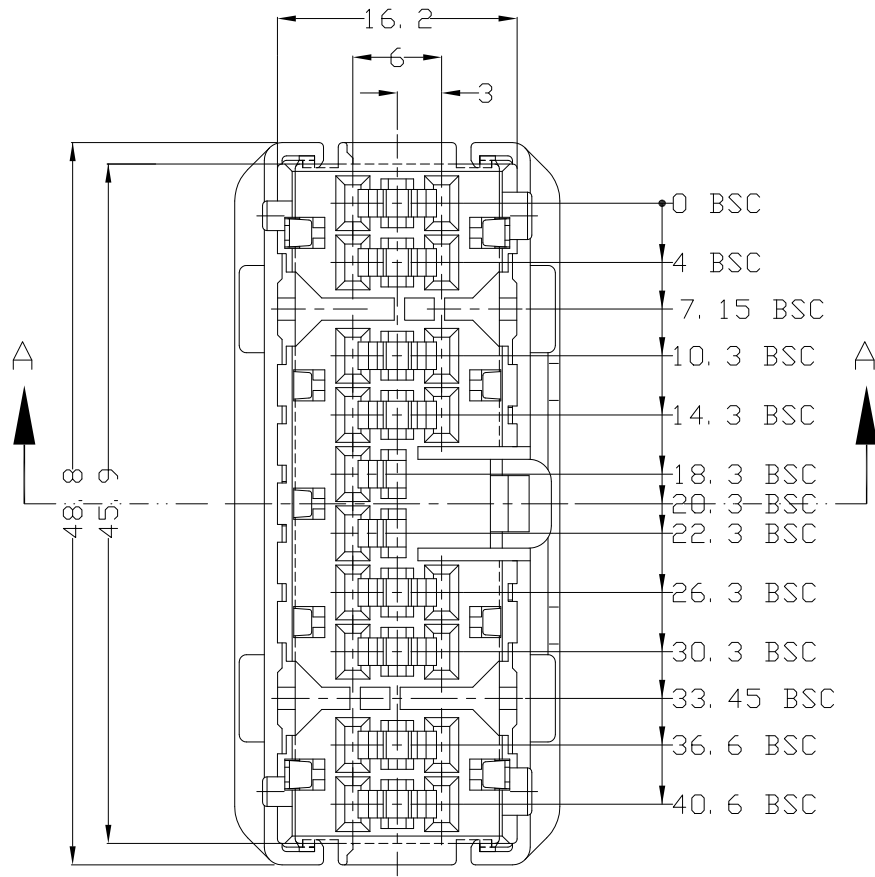 16.2
6
3
0 BSC
4 BSC
7.15 BSC
A
A
10.3 BSC
14.3 BSC
18.3 BSC
48.8
45.9
20.3 BSC
22.3 BSC
26.3 BSC
30.3 BSC
33.45 BSC
36.6 BSC
40.6 BSC